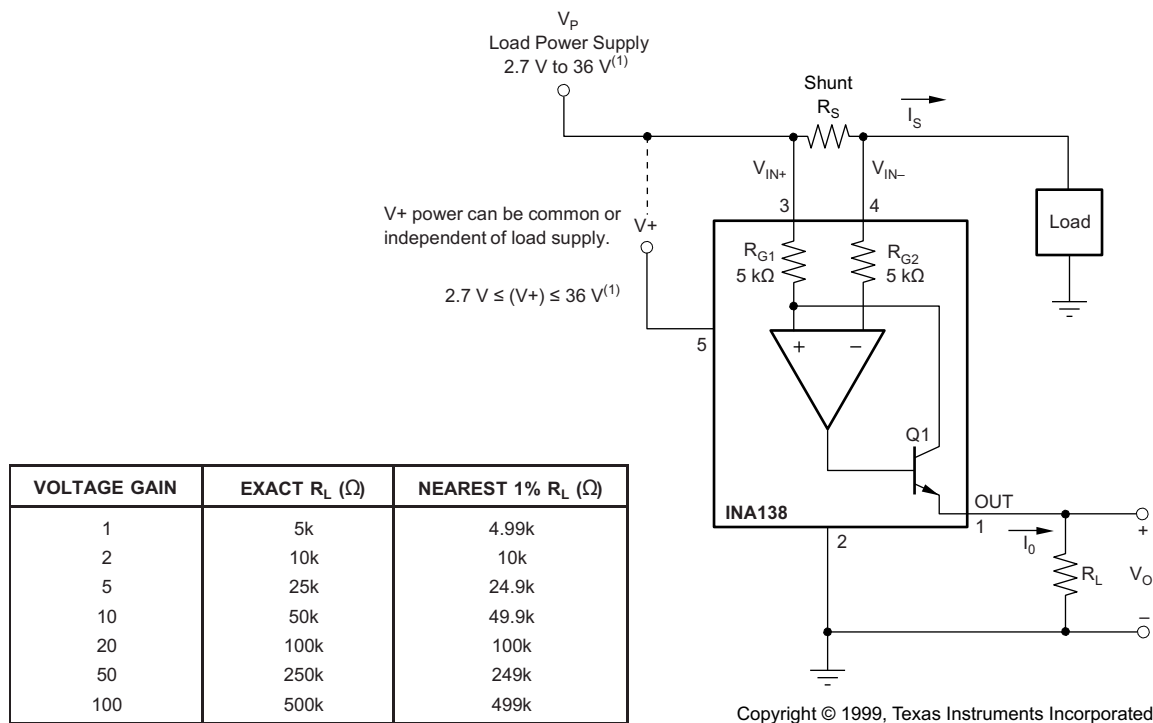 V_P
Load Power Supply
2.7 V to 36 V⁽¹⁾
Shunt
R_S
I_S
V_IN+
V_IN–
3
4
V+ power can be common or
independent of load supply.
V+
2.7 V ≤ (V+) ≤ 36 V⁽¹⁾
5
R_G1
5 kΩ
R_G2
5 kΩ
Load
+
–
Q1
INA138
OUT
1
2
I_0
R_L
+
V_O
–
VOLTAGE GAIN EXACT R_L (Ω) NEAREST 1% R_L (Ω)
1 5k 4.99k
2 10k 10k
5 25k 24.9k
10 50k 49.9k
20 100k 100k
50 250k 249k
100 500k 499k
Copyright © 1999, Texas Instruments Incorporated